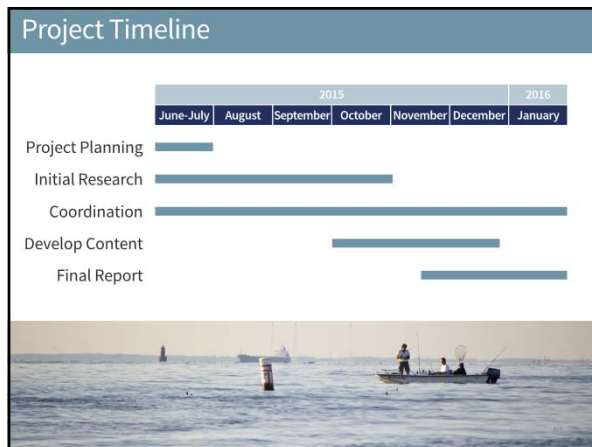 Project Timeline
2015 2016
June-July August September October November December January
Project Planning
Initial Research
Coordination
Develop Content
Final Report
61